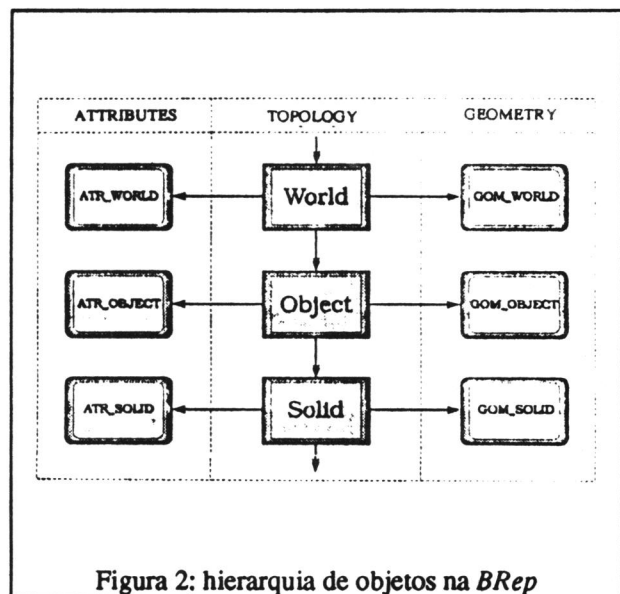 ATTRIBUTES TOPOLOGY GEOMETRY
ATR_WORLD World GOM_WORLD
ATR_OBJECT Object GOM_OBJECT
ATR_SOLID Solid GOM_SOLID
Figura 2: hierarquia de objetos na BRep